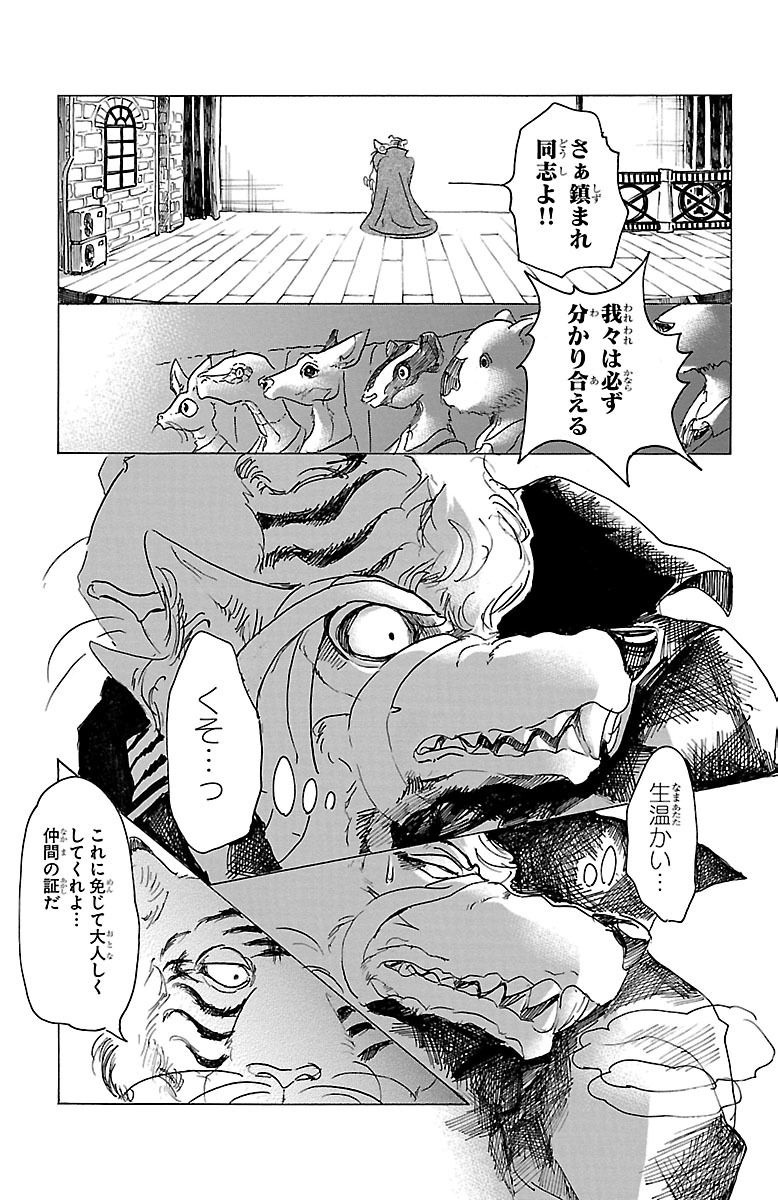 さぁ鎮まれ
同志よ!!
我々は必ず
分かり合える
くそ…っ
生温かい…
これに免じて大人しく
してくれよ…
仲間の証だ